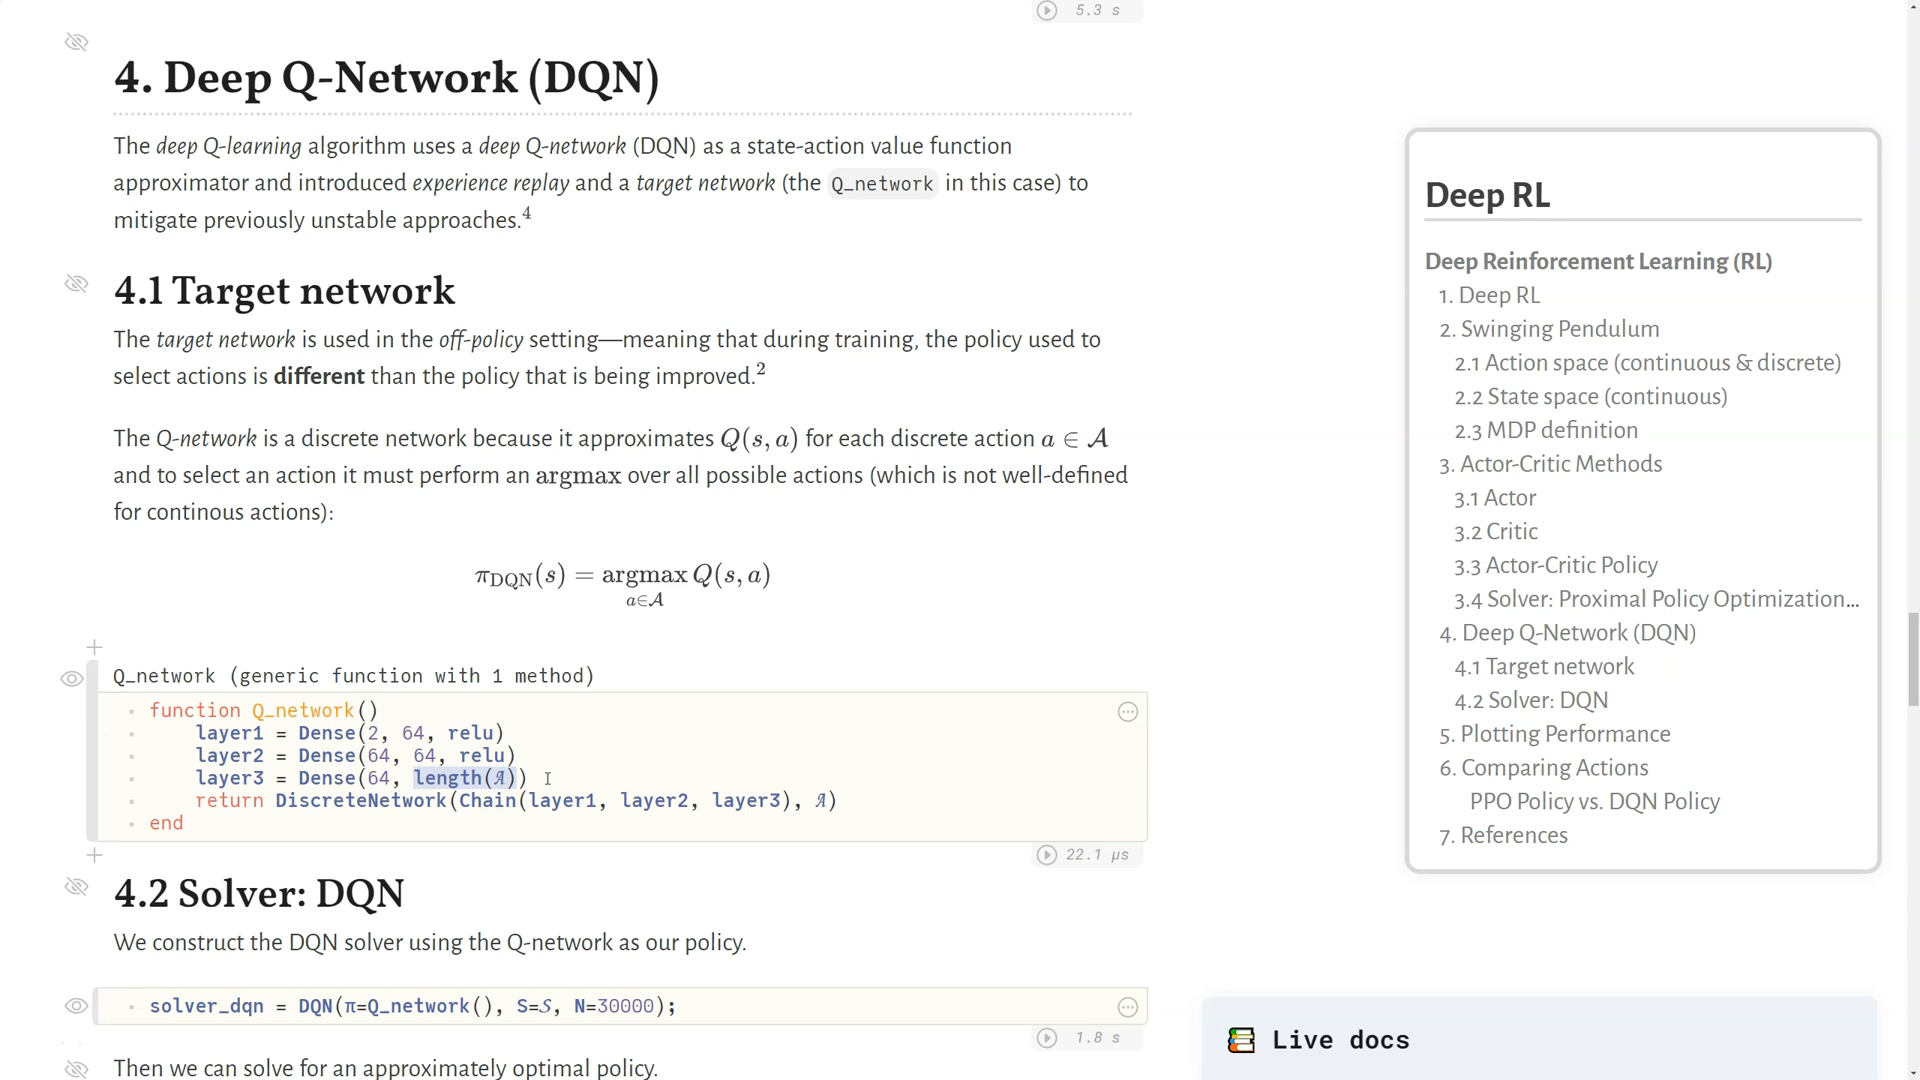 5.3 s
4. Deep Q-Network (DQN)
The deep Q-learning algorithm uses a deep Q-network (DQN) as a state-action value function
approximator and introduced experience replay and a target network (the Q_network in this case) to
mitigate previously unstable approaches.4
4.1 Target network
The target network is used in the off-policy setting—meaning that during training, the policy used to
select actions is different than the policy that is being improved.2
The Q-network is a discrete network because it approximates Q(s, a) for each discrete action a ∈ 𝒜
and to select an action it must perform an argmax over all possible actions (which is not well-defined
for continous actions):
π_DQN(s) = argmax Q(s, a)
a∈𝒜
Q_network (generic function with 1 method)
function Q_network()
layer1 = Dense(2, 64, relu)
layer2 = Dense(64, 64, relu)
layer3 = Dense(64, length(𝒜))
return DiscreteNetwork(Chain(layer1, layer2, layer3), 𝒜)
end
22.1 μs
4.2 Solver: DQN
We construct the DQN solver using the Q-network as our policy.
solver_dqn = DQN(π=Q_network(), S=𝒮, N=30000);
1.8 s
Then we can solve for an approximately optimal policy.
Deep RL
Deep Reinforcement Learning (RL)
1. Deep RL
2. Swinging Pendulum
2.1 Action space (continuous & discrete)
2.2 State space (continuous)
2.3 MDP definition
3. Actor-Critic Methods
3.1 Actor
3.2 Critic
3.3 Actor-Critic Policy
3.4 Solver: Proximal Policy Optimization...
4. Deep Q-Network (DQN)
4.1 Target network
4.2 Solver: DQN
5. Plotting Performance
6. Comparing Actions
PPO Policy vs. DQN Policy
7. References
Live docs